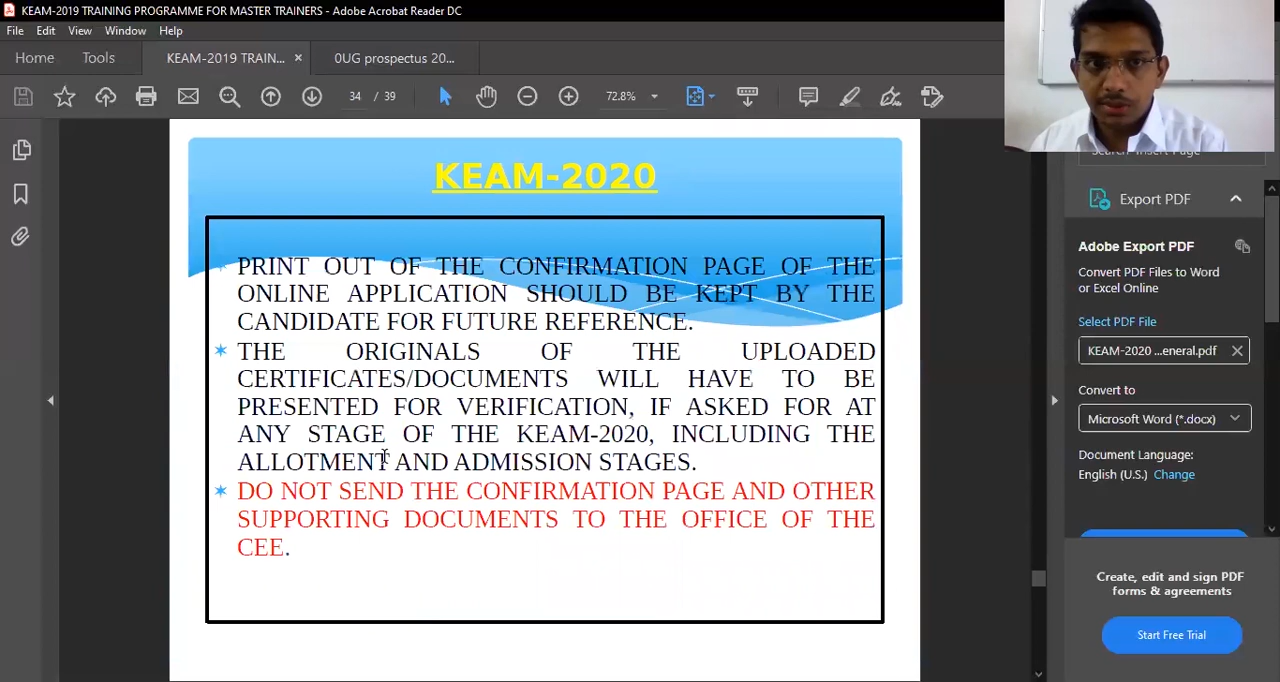 KEAM-2019 TRAINING PROGRAMME FOR MASTER TRAINERS - Adobe Acrobat Reader DC
File Edit View Window Help
Home Tools KEAM-2019 TRAIN... × 0UG prospectus 20...
34 / 39 72.8%
Search 'Insert Page'
Export PDF
Adobe Export PDF
Convert PDF Files to Word
or Excel Online
Select PDF File
KEAM-2020 ...eneral.pdf
Convert to
Microsoft Word (*.docx)
Document Language:
English (U.S.) Change
Create, edit and sign PDF
forms & agreements
Start Free Trial
KEAM-2020
PRINT OUT OF THE CONFIRMATION PAGE OF THE
ONLINE APPLICATION SHOULD BE KEPT BY THE
CANDIDATE FOR FUTURE REFERENCE.
THE ORIGINALS OF THE UPLOADED
CERTIFICATES/DOCUMENTS WILL HAVE TO BE
PRESENTED FOR VERIFICATION, IF ASKED FOR AT
ANY STAGE OF THE KEAM-2020, INCLUDING THE
ALLOTMENT AND ADMISSION STAGES.
DO NOT SEND THE CONFIRMATION PAGE AND OTHER
SUPPORTING DOCUMENTS TO THE OFFICE OF THE
CEE.